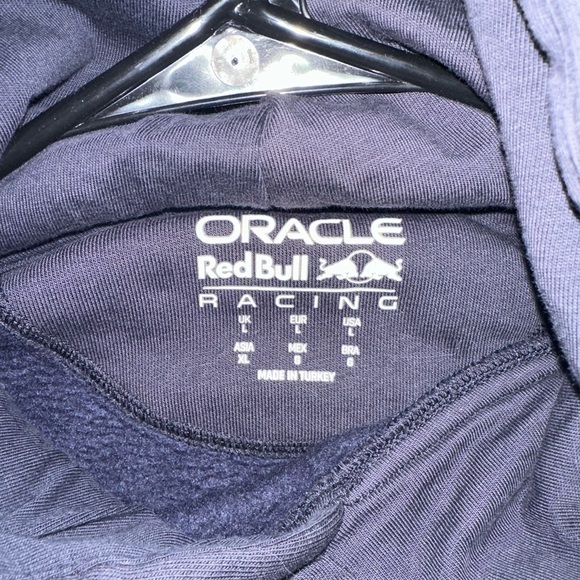 ORACLE
Red Bull
RACING
UK EUR USA
L L L
ASIA MEX BRA
XL G G
MADE IN TURKEY